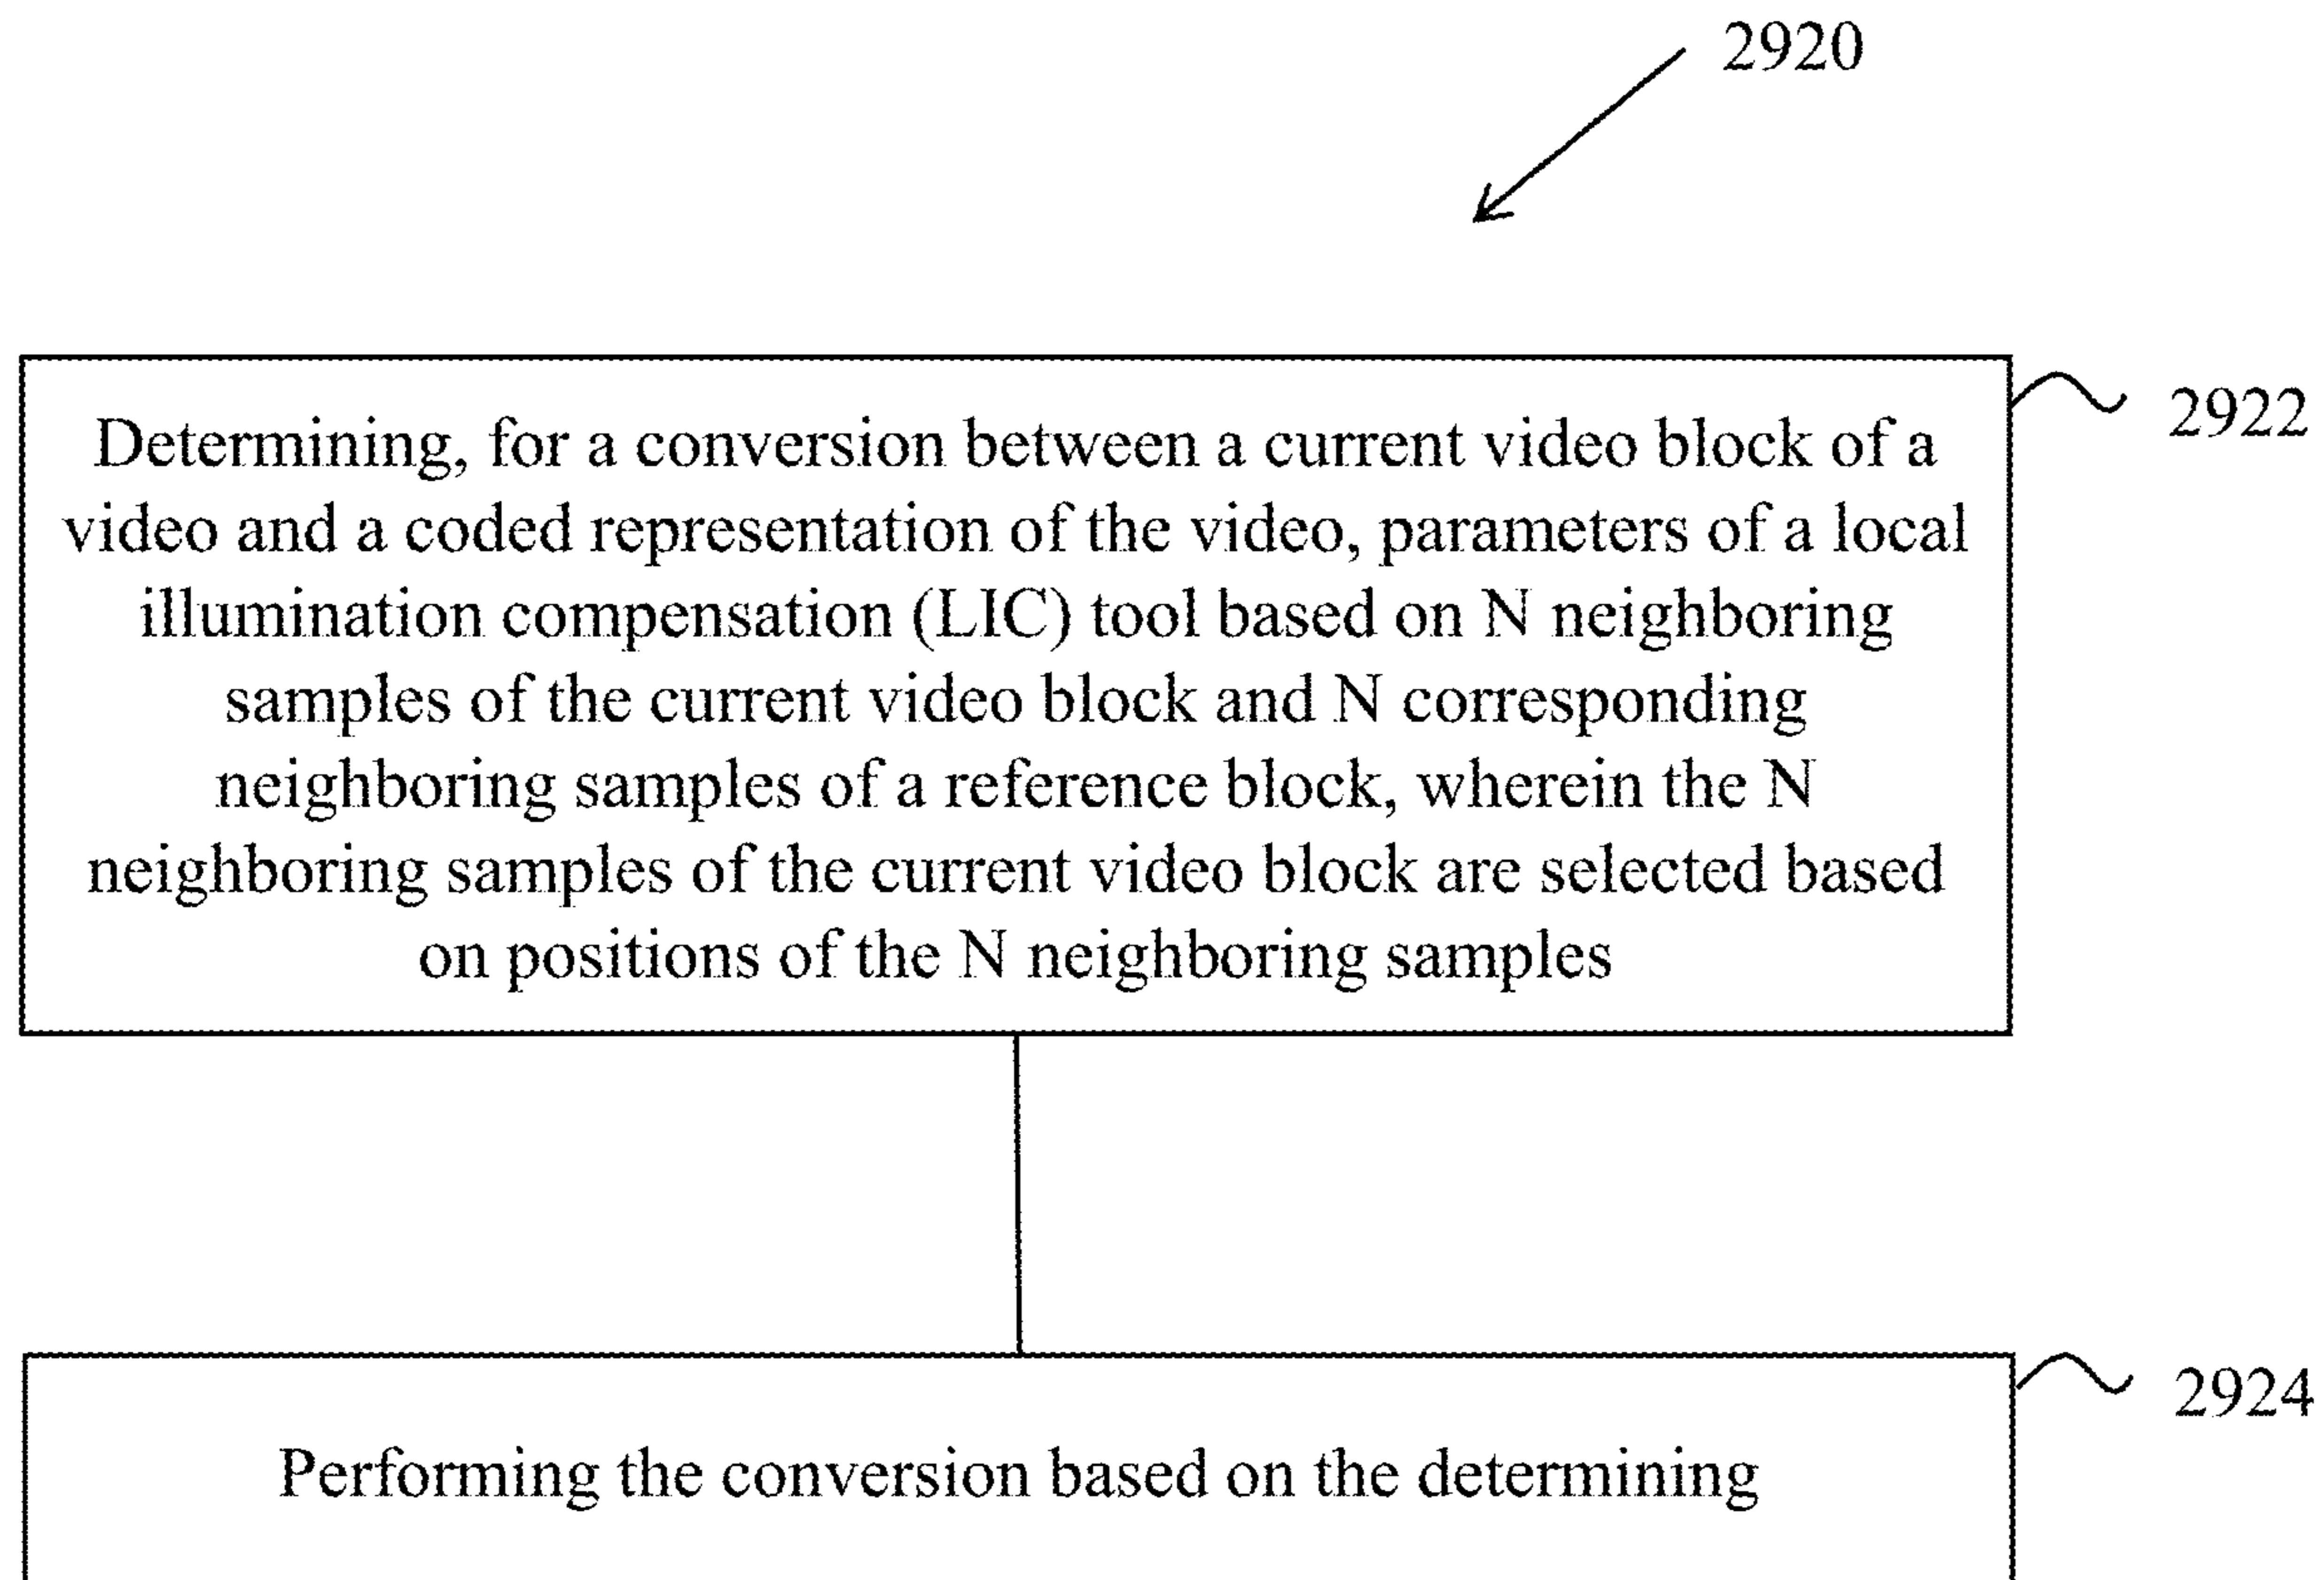 2920
2922
Determining, for a conversion between a current video block of a
video and a coded representation of the video, parameters of a local
illumination compensation (LIC) tool based on N neighboring
samples of the current video block and N corresponding
neighboring samples of a reference block, wherein the N
neighboring samples of the current video block are selected based
on positions of the N neighboring samples
2924
Performing the conversion based on the determining